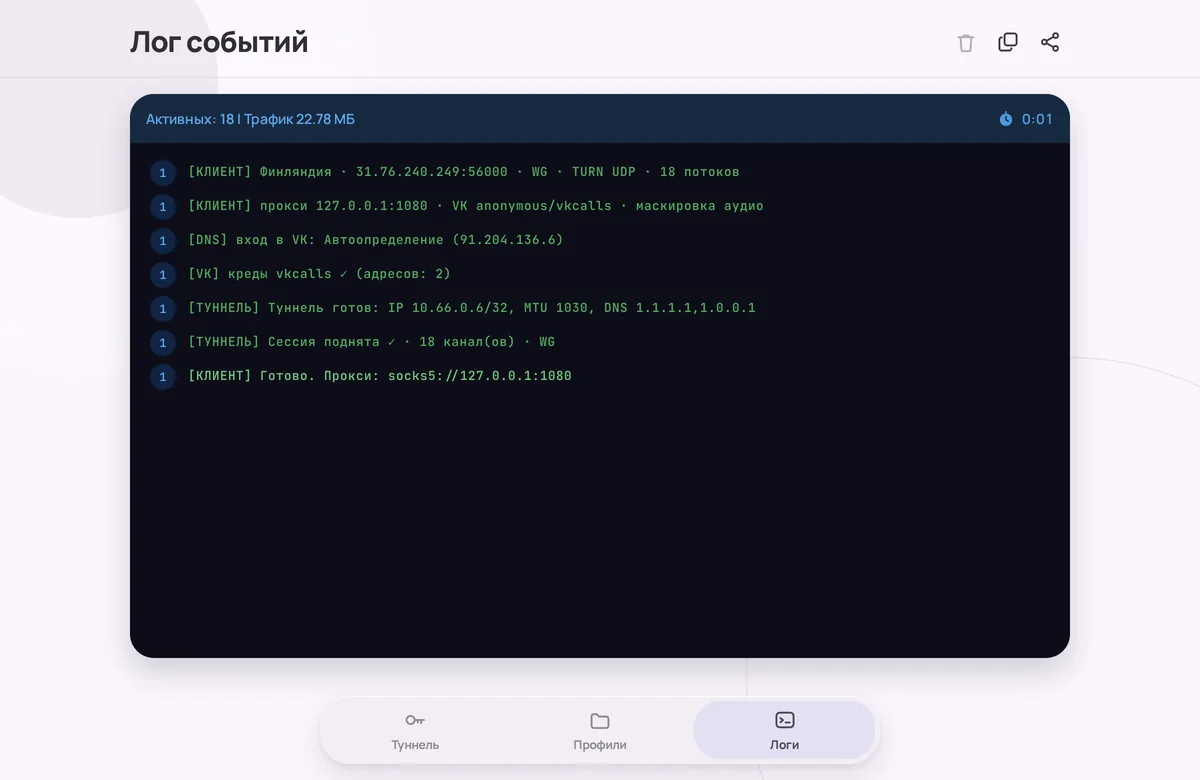 Лог событий
Активных: 18 | Трафик 22.78 МБ
0:01
1 [КЛИЕНТ] Финляндия · 31.76.240.249:56000 · WG · TURN UDP · 18 потоков
1 [КЛИЕНТ] прокси 127.0.0.1:1080 · VK anonymous/vkcalls · маскировка аудио
1 [DNS] вход в VK: Автоопределение (91.204.136.6)
1 [VK] креды vkcalls ✓ (адресов: 2)
1 [ТУННЕЛЬ] Туннель готов: IP 10.66.0.6/32, MTU 1030, DNS 1.1.1.1,1.0.0.1
1 [ТУННЕЛЬ] Сессия поднята ✓ · 18 канал(ов) · WG
1 [КЛИЕНТ] Готово. Прокси: socks5://127.0.0.1:1080
Туннель
Профили
Логи